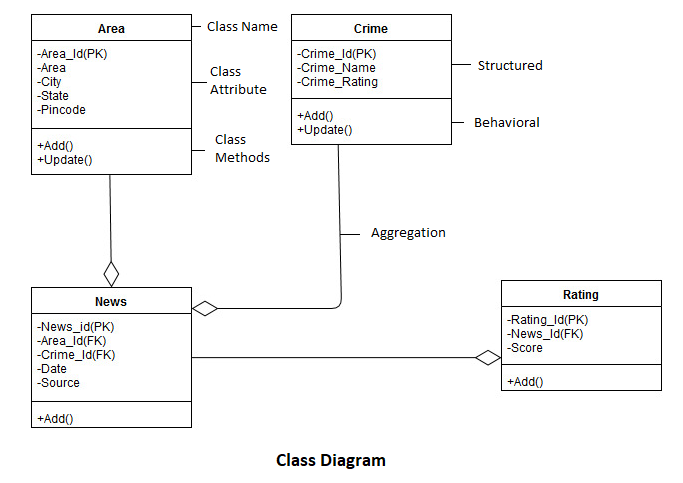 Area
-Area_Id(PK)
-Area
-City
-State
-Pincode
+Add()
+Update()
Class Name
Class
Attribute
Class
Methods
Crime
-Crime_Id(PK)
-Crime_Name
-Crime_Rating
+Add()
+Update()
Structured
Behavioral
Aggregation
News
-News_id(PK)
-Area_Id(FK)
-Crime_Id(FK)
-Date
-Source
+Add()
Rating
-Rating_Id(PK)
-News_Id(FK)
-Score
+Add()
Class Diagram